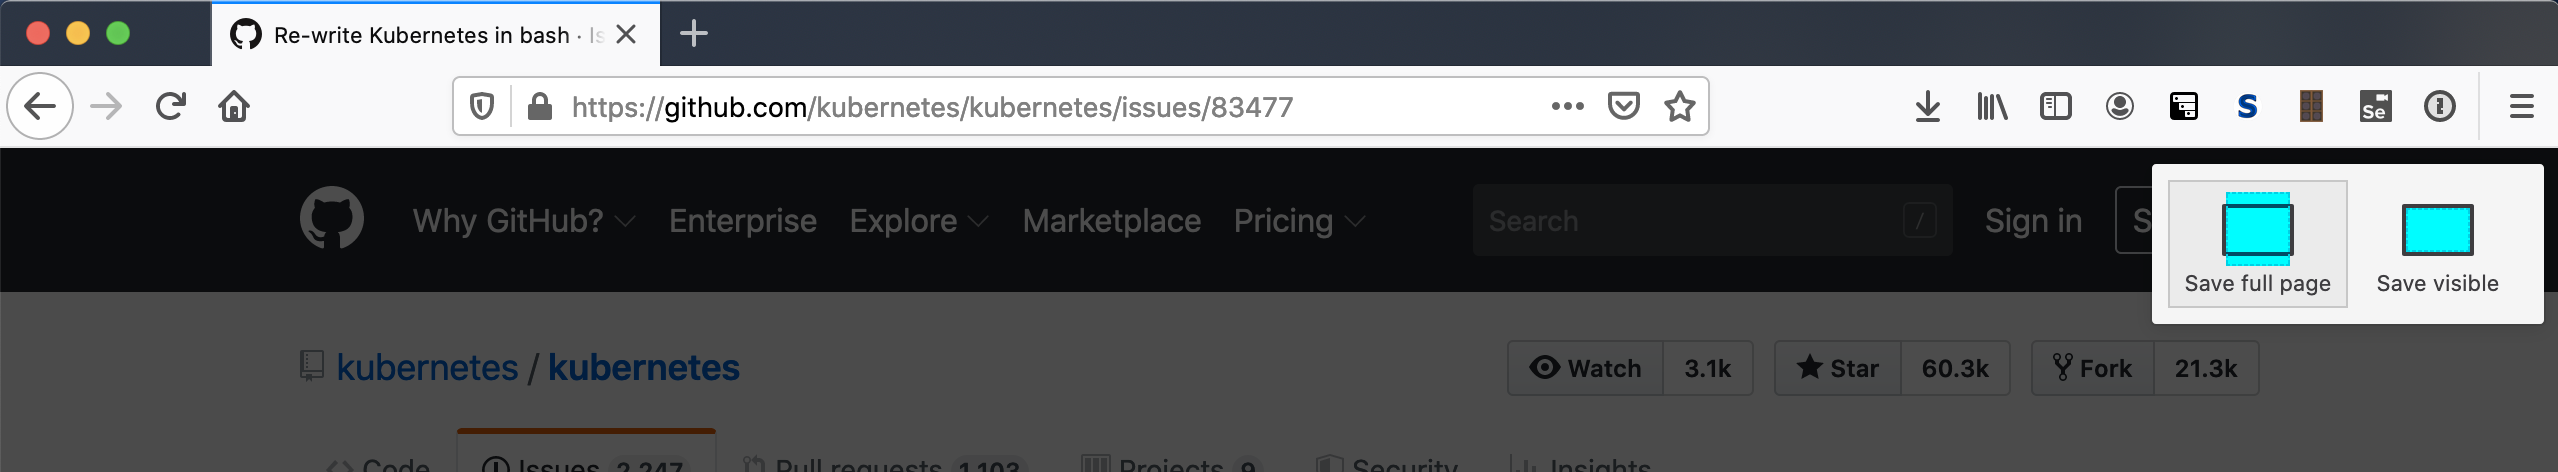 Re-write Kubernetes in bash · Is
https://github.com/kubernetes/kubernetes/issues/83477
S
Se
Why GitHub? Enterprise Explore Marketplace Pricing Search / Sign in S
Save full page Save visible
kubernetes / kubernetes Watch 3.1k Star 60.3k Fork 21.3k
Code Issues 2,247 Pull requests 1,103 Projects 9 Security Insights